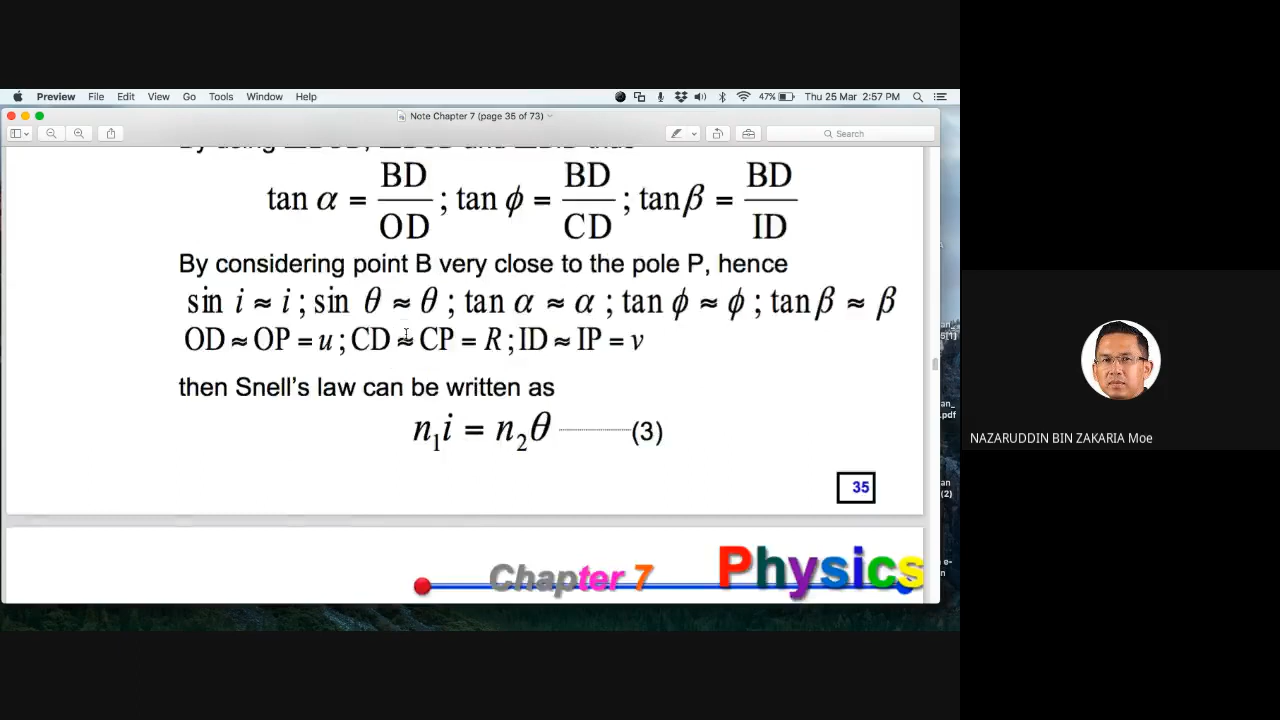 Preview File Edit View Go Tools Window Help 47% Thu 25 Mar 2:57 PM
Note Chapter 7 (page 35 of 73)
Search
tan α = BD/OD ; tan ϕ = BD/CD ; tan β = BD/ID
By considering point B very close to the pole P, hence
sin i ≈ i ; sin θ ≈ θ ; tan α ≈ α ; tan ϕ ≈ ϕ ; tan β ≈ β
OD ≈ OP = u ; CD ≈ CP = R ; ID ≈ IP = v
then Snell's law can be written as
n₁i = n₂θ (3)
35
Chapter 7 Physics
NAZARUDDIN BIN ZAKARIA Moe